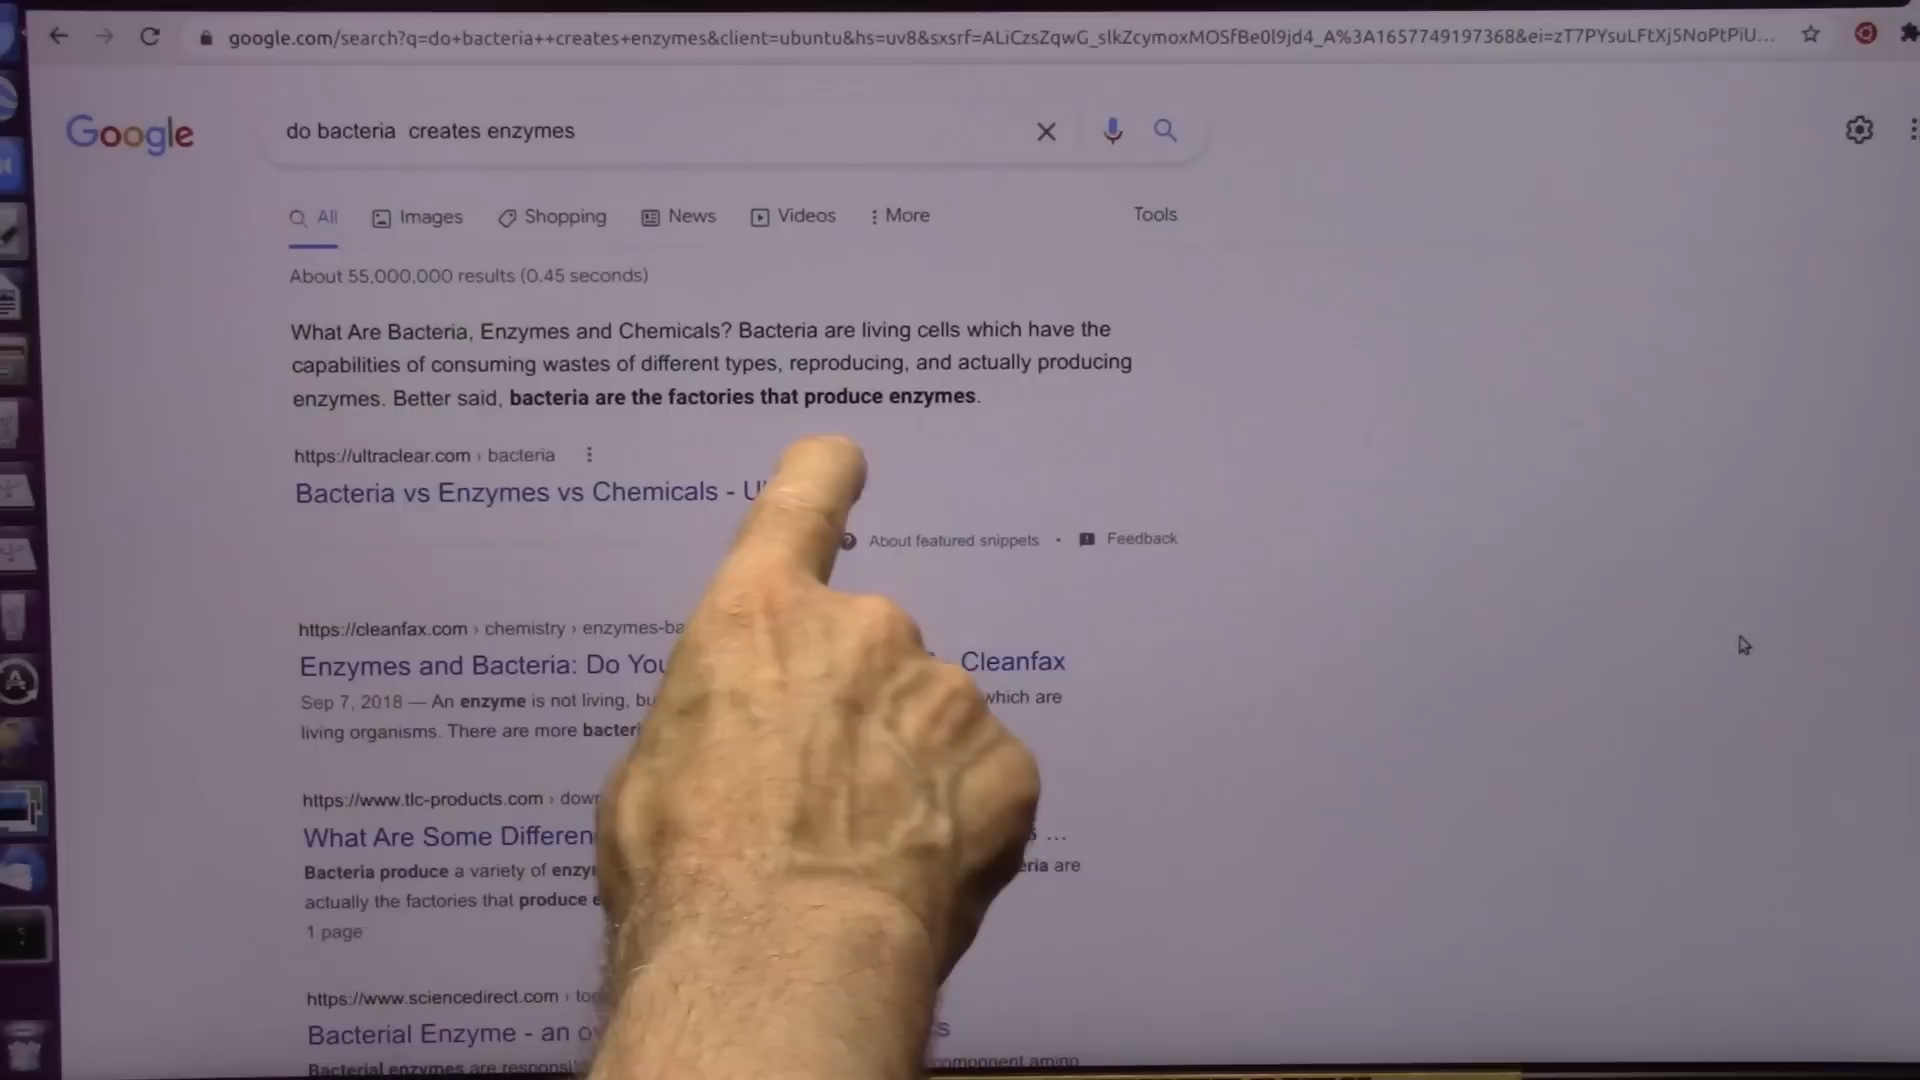 google.com/search?q=do+bacteria++creates+enzymes&client=ubuntu&hs=uv8&sxsrf=ALiCzsZqwG_slkZcymoxMOSfBe0l9jd4_A%3A1657749197368&ei=zT7PYsuLFtXj5NoPtPiU...
Google
do bacteria  creates enzymes
All Images Shopping News Videos More Tools
About 55,000,000 results (0.45 seconds)
What Are Bacteria, Enzymes and Chemicals? Bacteria are living cells which have the
capabilities of consuming wastes of different types, reproducing, and actually producing
enzymes. Better said, bacteria are the factories that produce enzymes.
https://ultraclear.com › bacteria
Bacteria vs Enzymes vs Chemicals -
About featured snippets • Feedback
https://cleanfax.com › chemistry ›
Enzymes and Bacteria: Do You - Cleanfax
Sep 7, 2018 — An enzyme is not living, which are
living organisms. There are more
https://www.tlc-products.com ›
What Are Some ...
Bacteria produce a variety of are
actually the factories that produce
1 page
https://www.sciencedirect.com ›
Bacterial Enzyme - an
Bacterial enzymes are component amino